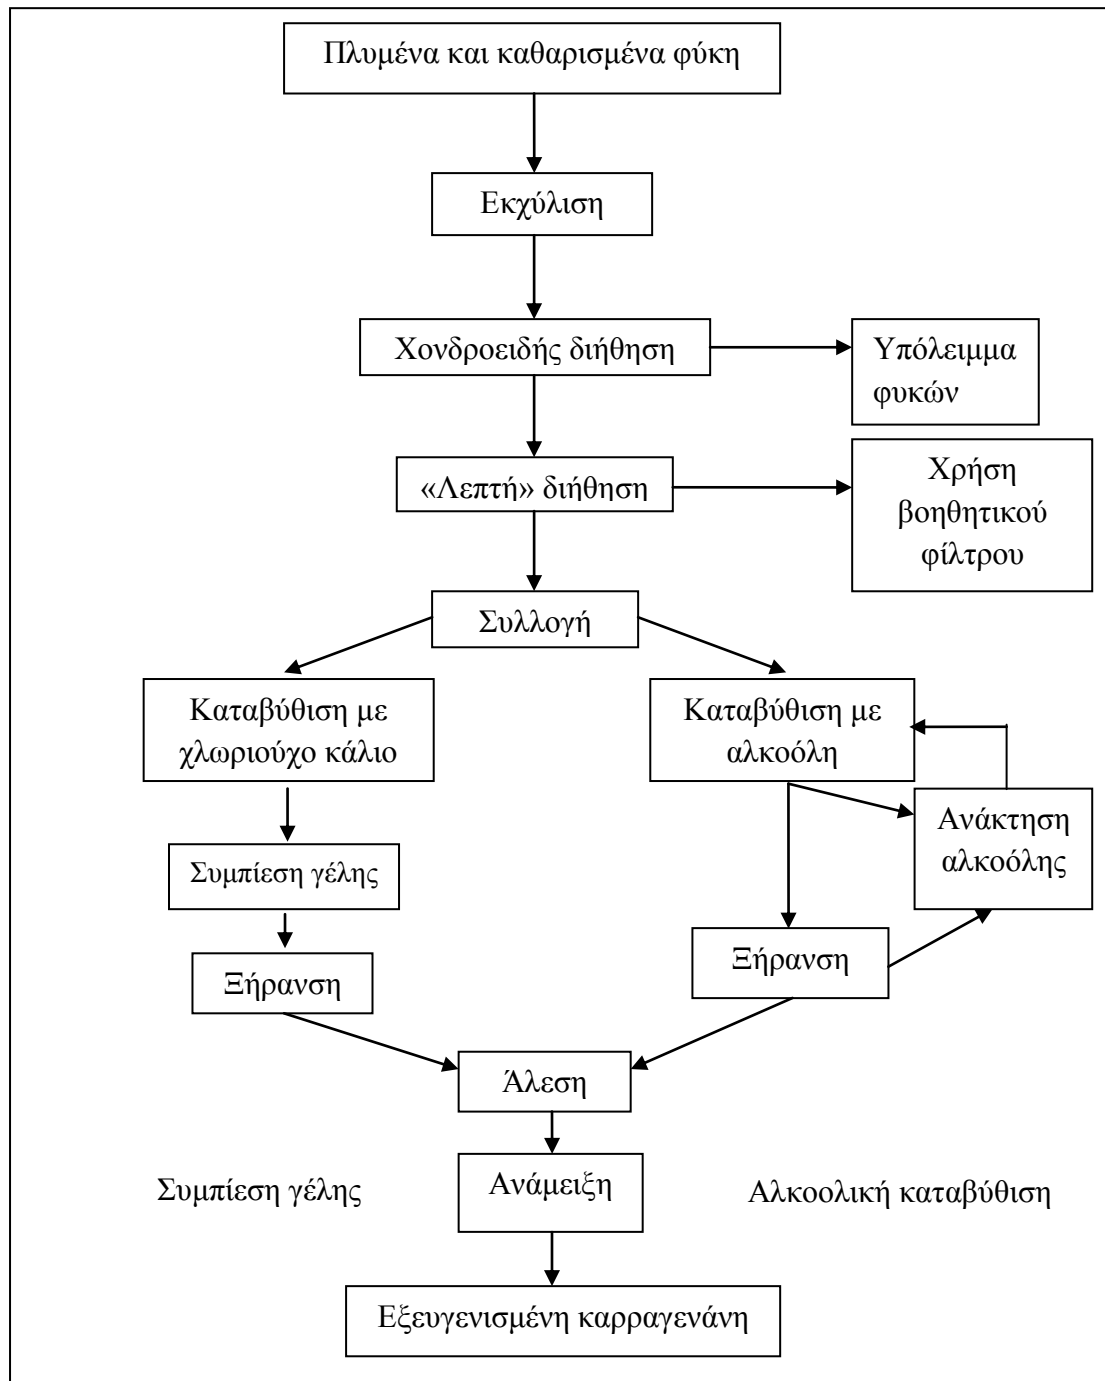 Πλυμένα και καθαρισμένα φύκη
Εκχύλιση
Χονδροειδής διήθηση
Υπόλειμμα
φυκών
«Λεπτή» διήθηση
Χρήση
βοηθητικού
φίλτρου
Συλλογή
Καταβύθιση με
χλωριούχο κάλιο
Καταβύθιση με
αλκοόλη
Ανάκτηση
αλκοόλης
Συμπίεση γέλης
Ξήρανση
Ξήρανση
Άλεση
Ανάμειξη
Συμπίεση γέλης
Αλκοολική καταβύθιση
Εξευγενισμένη καρραγενάνη